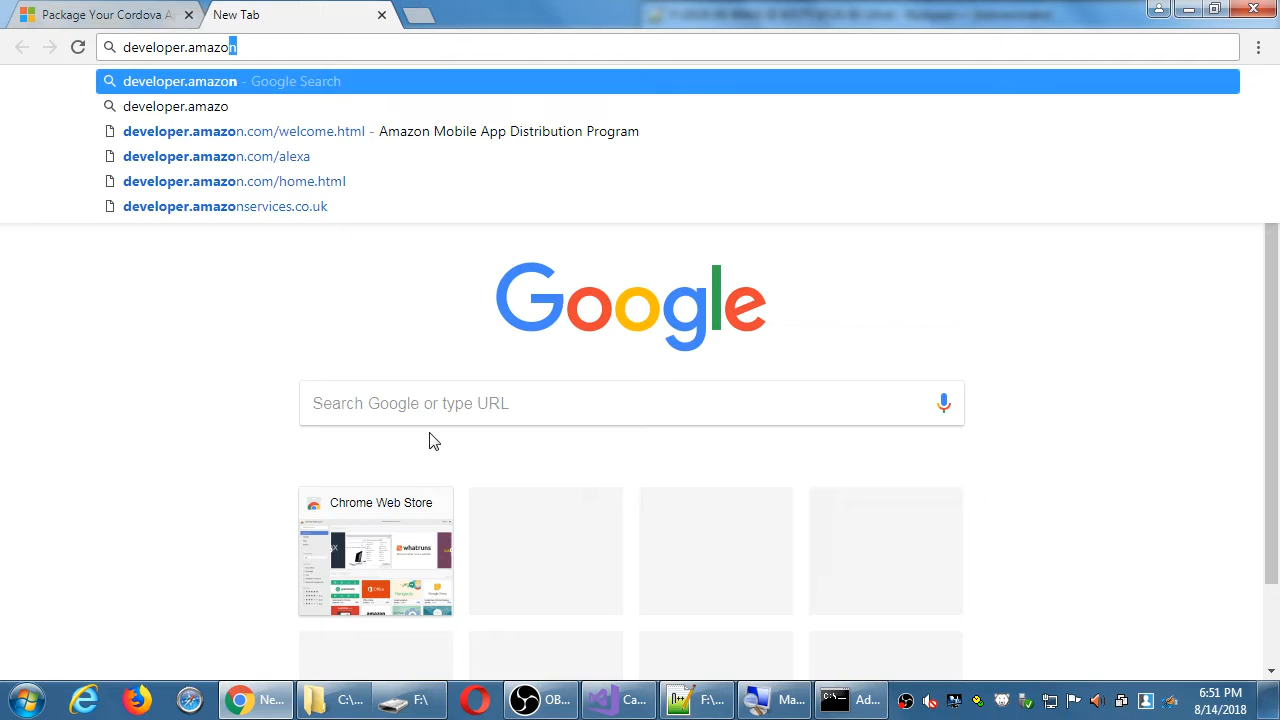 Package Your Cordova A
New Tab
developer.amazon
developer.amazon - Google Search
developer.amazo
developer.amazon.com/welcome.html - Amazon Mobile App Distribution Program
developer.amazon.com/alexa
developer.amazon.com/home.html
developer.amazonservices.co.uk
Google
Search Google or type URL
Chrome Web Store
whatruns
Office
Ne...
C:\...
F:\
OB...
Ca...
F:\...
Ma...
Ad...
6:51 PM
8/14/2018